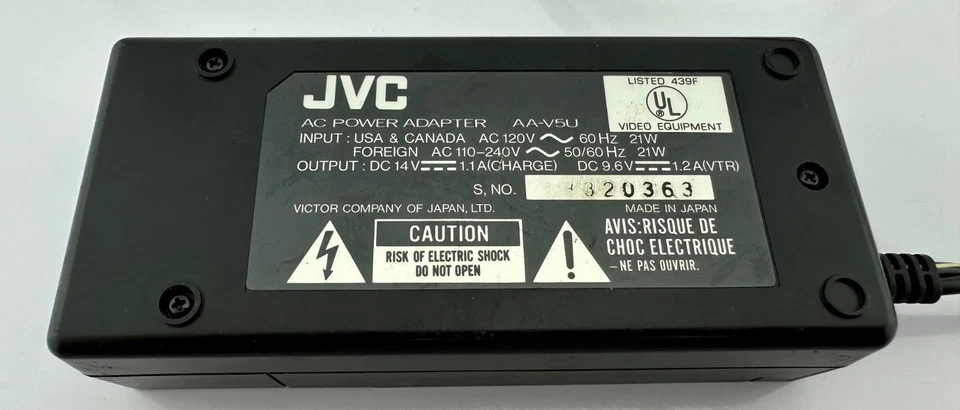 JVC
LISTED 439F
UL
®
VIDEO EQUIPMENT
AC POWER ADAPTER AA-V5U
INPUT : USA & CANADA AC 120V ~ 60 Hz 21W
FOREIGN AC 110-240V ~ 50/60 Hz 21W
OUTPUT : DC 14V ⎓ 1.1A(CHARGE) DC 9.6V ⎓ 1.2A(VTR)
S, NO.
VICTOR COMPANY OF JAPAN, LTD. MADE IN JAPAN
CAUTION
RISK OF ELECTRIC SHOCK
DO NOT OPEN
!
AVIS:RISQUE DE
CHOC ELECTRIQUE
– NE PAS OUVRIR.